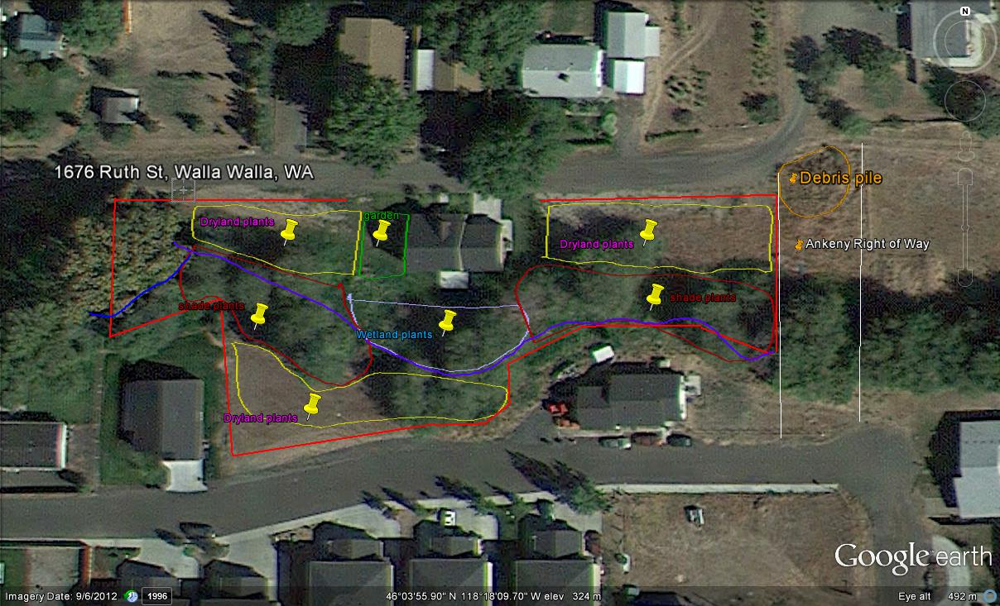 N
1676 Ruth St, Walla Walla, WA
Debris pile
garden
Dryland plants
Dryland plants
Ankeny Right of Way
shade plants
shade plants
Wetland plants
Dryland plants
Google earth
Imagery Date: 9/6/2012 1996 46°03'55.90" N 118°18'09.70" W elev 324 m Eye alt 492 m